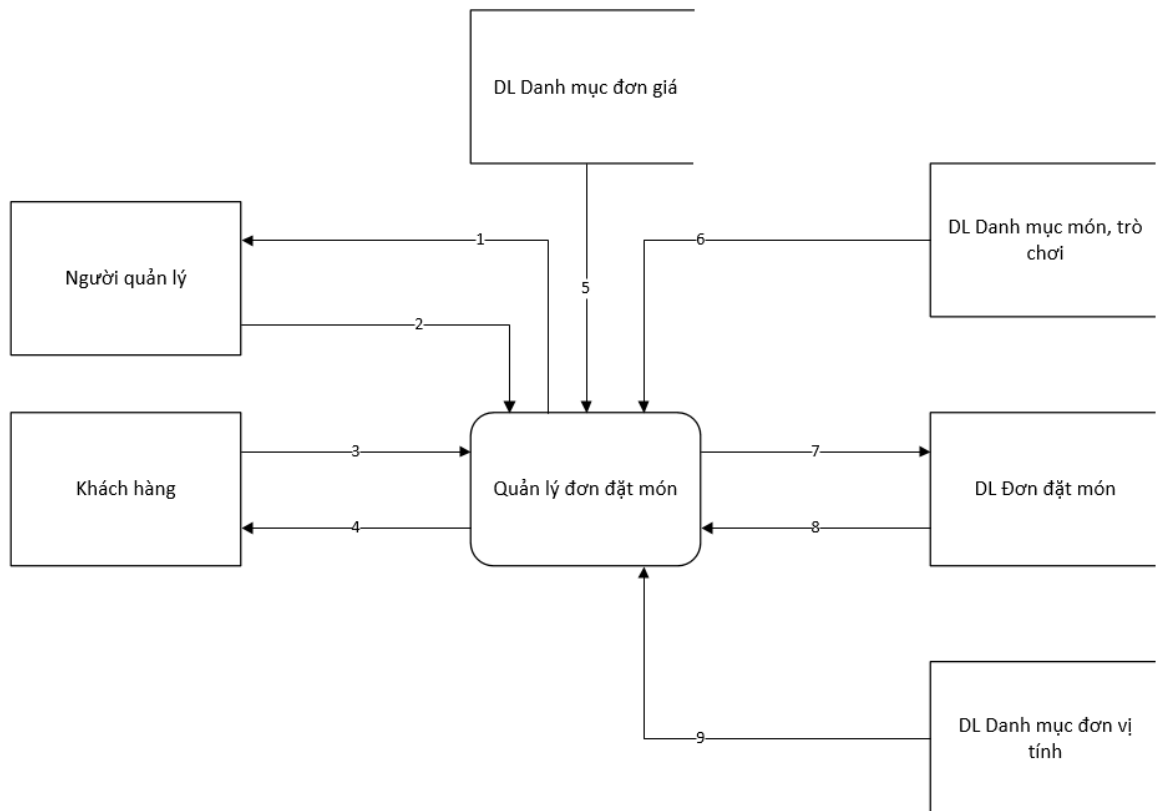 DL Danh mục đơn giá
DL Danh mục món, trò
chơi
1
6
Người quản lý
5
2
3
7
Khách hàng
Quản lý đơn đặt món
DL Đơn đặt món
4
8
DL Danh mục đơn vị
tính
9